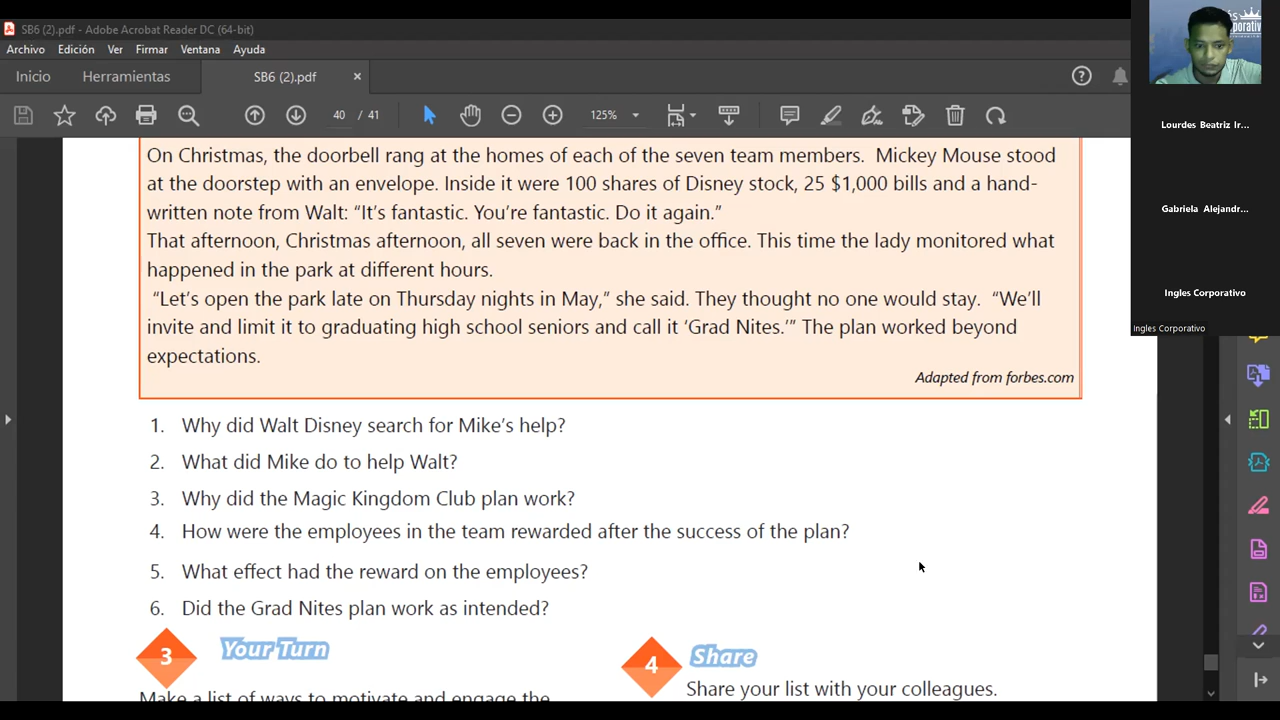 SB6 (2).pdf - Adobe Acrobat Reader DC (64-bit)
Archivo Edición Ver Firmar Ventana Ayuda
Inicio Herramientas SB6 (2).pdf ×
40 / 41 125%
On Christmas, the doorbell rang at the homes of each of the seven team members. Mickey Mouse stood
at the doorstep with an envelope. Inside it were 100 shares of Disney stock, 25 $1,000 bills and a hand-
written note from Walt: “It’s fantastic. You’re fantastic. Do it again.”
That afternoon, Christmas afternoon, all seven were back in the office. This time the lady monitored what
happened in the park at different hours.
“Let’s open the park late on Thursday nights in May,” she said. They thought no one would stay. “We’ll
invite and limit it to graduating high school seniors and call it ‘Grad Nites.’” The plan worked beyond
expectations.
Adapted from forbes.com
1. Why did Walt Disney search for Mike’s help?
2. What did Mike do to help Walt?
3. Why did the Magic Kingdom Club plan work?
4. How were the employees in the team rewarded after the success of the plan?
5. What effect had the reward on the employees?
6. Did the Grad Nites plan work as intended?
3 Your Turn
4 Share
Make a list of ways to motivate and engage the
Share your list with your colleagues.
Lourdes Beatriz Ir...
Gabriela Alejandr...
Ingles Corporativo
Ingles Corporativo